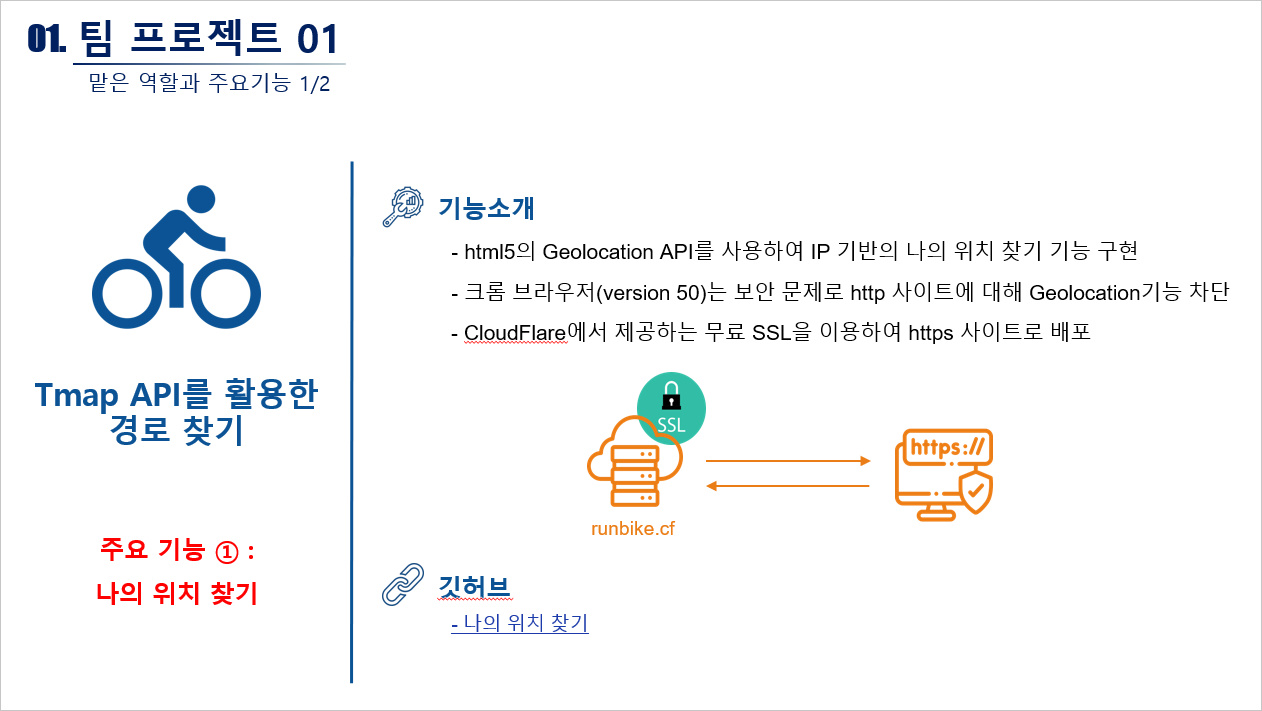 01. 팀 프로젝트 01
맡은 역할과 주요기능 1/2
Tmap API를 활용한
경로 찾기
주요 기능 ① :
나의 위치 찾기
기능소개
- html5의 Geolocation API를 사용하여 IP 기반의 나의 위치 찾기 기능 구현
- 크롬 브라우저(version 50)는 보안 문제로 http 사이트에 대해 Geolocation기능 차단
- CloudFlare에서 제공하는 무료 SSL을 이용하여 https 사이트로 배포
SSL
https://
runbike.cf
깃허브
- 나의 위치 찾기